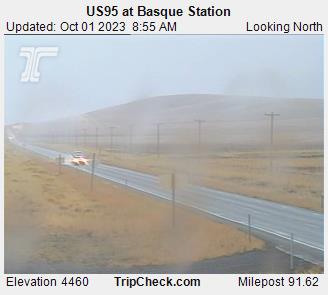 US95 at Basque Station
Updated: Oct 01 2023 8:55 AM Looking North
Elevation 4460 TripCheck.com Milepost 91.62